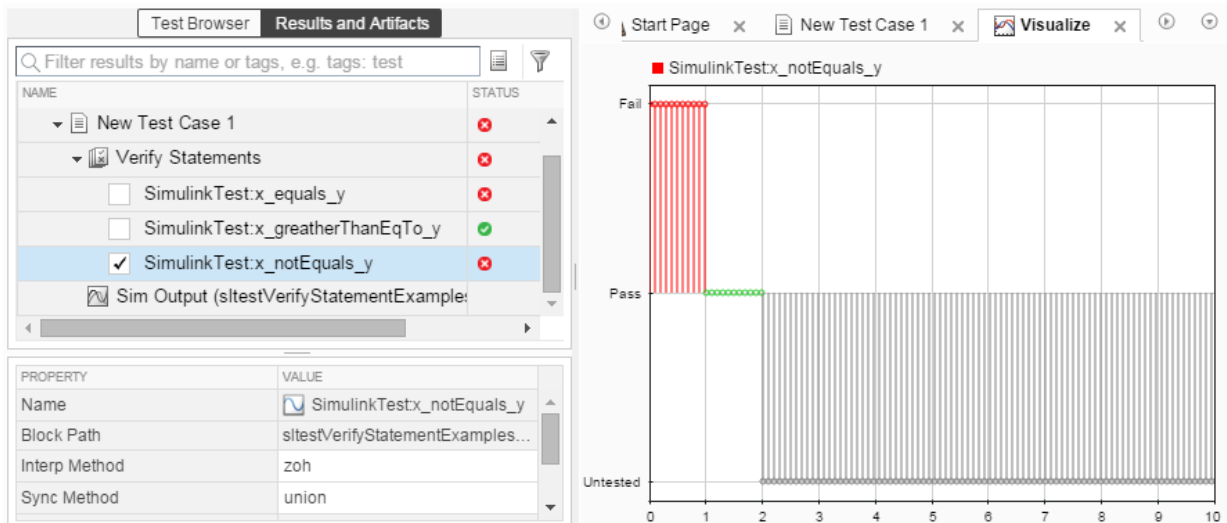 Test Browser
Results and Artifacts
Filter results by name or tags, e.g. tags: test
NAME STATUS
New Test Case 1
Verify Statements
SimulinkTest:x_equals_y
SimulinkTest:x_greatherThanEqTo_y
SimulinkTest:x_notEquals_y
Sim Output (sltestVerifyStatementExample:
PROPERTY VALUE
Name SimulinkTest:x_notEquals_y
Block Path sltestVerifyStatementExamples...
Interp Method zoh
Sync Method union
Start Page New Test Case 1 Visualize
SimulinkTest:x_notEquals_y
Fail
Pass
Untested
0 1 2 3 4 5 6 7 8 9 10